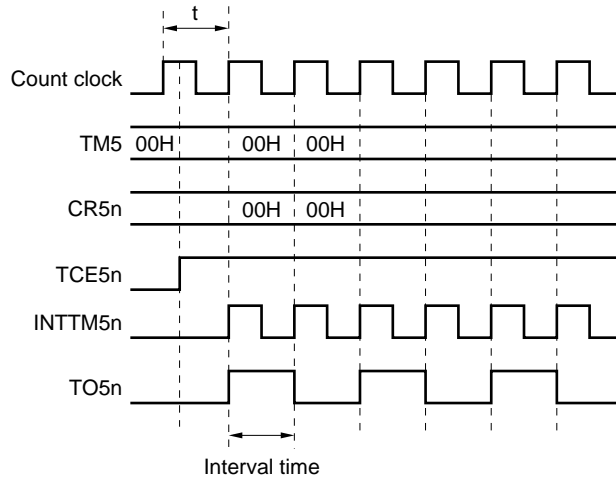 t
Count clock
TM5 00H 00H 00H
CR5n 00H 00H
TCE5n
INTTM5n
TO5n
Interval time